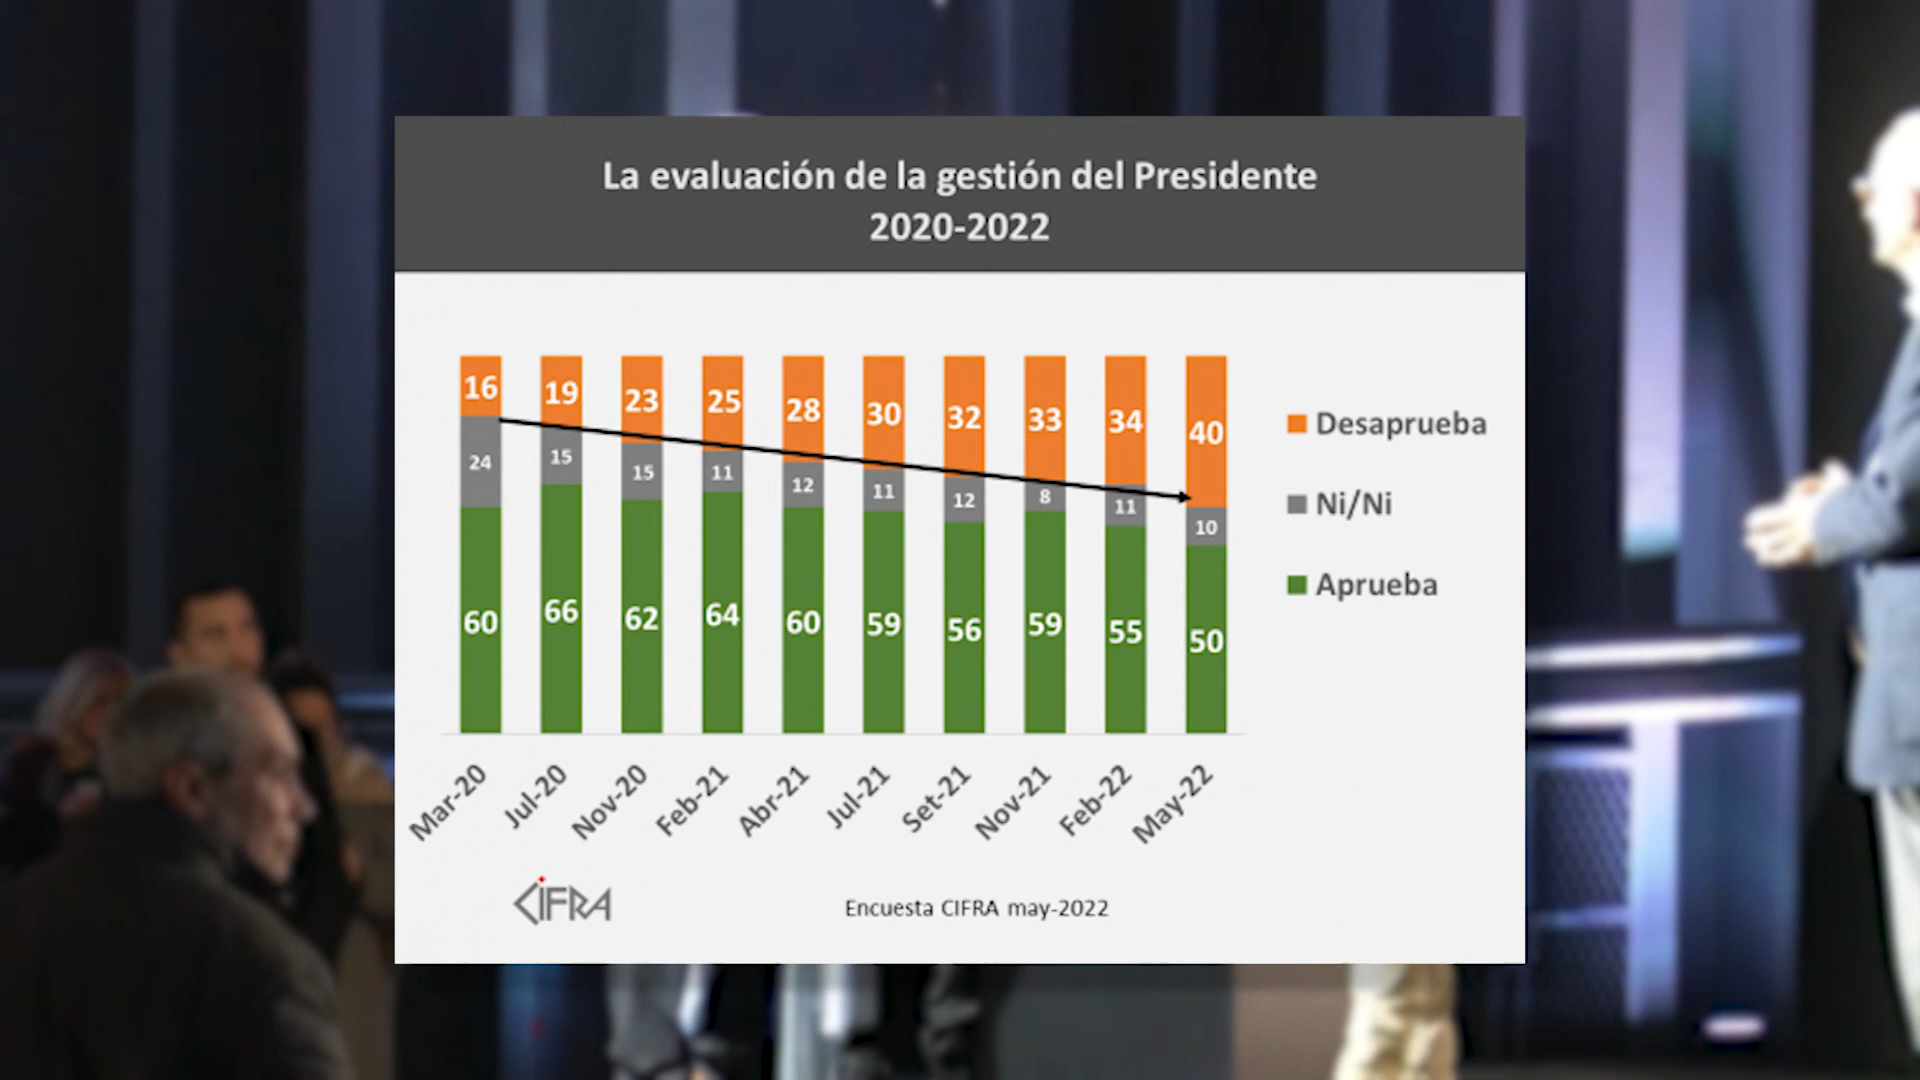 La evaluación de la gestión del Presidente
2020-2022
16 19 23 25 28 30 32 33 34 40
24 15 15 11 12 11 12 8 11 10
60 66 62 64 60 59 56 59 55 50
Desaprueba
Ni/Ni
Aprueba
Mar-20 Jul-20 Nov-20 Feb-21 Abr-21 Jul-21 Set-21 Nov-21 Feb-22 May-22
CIFRA
Encuesta CIFRA may-2022